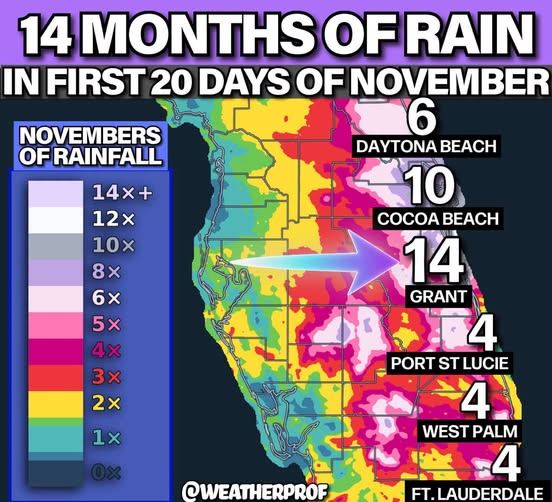 14 MONTHS OF RAIN
IN FIRST 20 DAYS OF NOVEMBER
NOVEMBERS
OF RAINFALL
14×+
12×
10×
8×
6×
5×
4×
3×
2×
1×
0×
6
DAYTONA BEACH
10
COCOA BEACH
14
GRANT
4
PORT ST LUCIE
4
WEST PALM
4
FT. LAUDERDALE
@WEATHERPROF